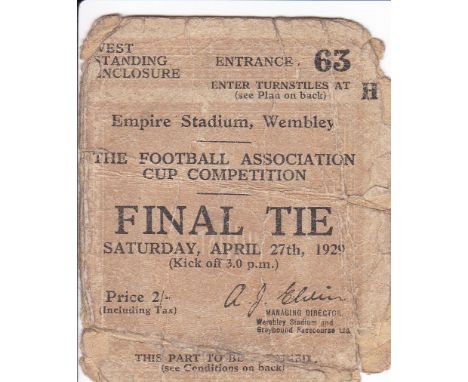 WEST
STANDING
ENCLOSURE
ENTRANCE. 63
ENTER TURNSTILES AT
(see Plan on back) H
Empire Stadium, Wembley
THE FOOTBALL ASSOCIATION
CUP COMPETITION
FINAL TIE
SATURDAY, APRIL 27th, 1929
(Kick off 3.0 p.m.)
Price 2/-
(Including Tax)
A. J. Elvin
MANAGING DIRECTOR
Wembley Stadium and
Greyhound Racecourse Ltd.
THIS PART TO BE
(see Conditions on back)